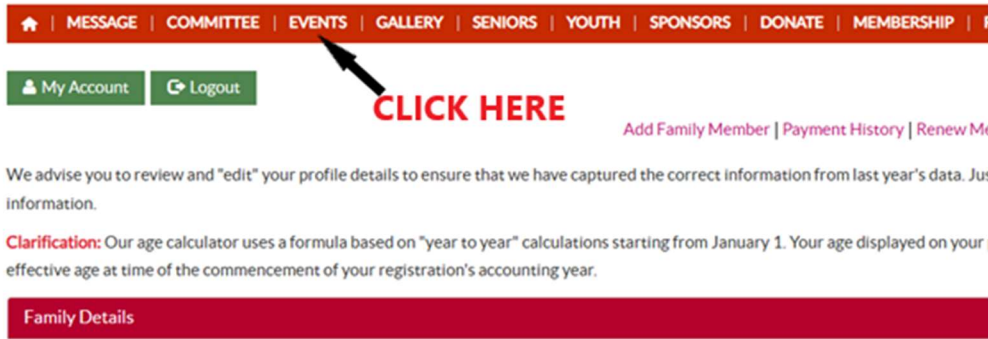 MESSAGE | COMMITTEE | EVENTS | GALLERY | SENIORS | YOUTH | SPONSORS | DONATE | MEMBERSHIP |
My Account Logout
CLICK HERE
Add Family Member | Payment History | Renew
We advise you to review and "edit" your profile details to ensure that we have captured the correct information from last year's data.
information.
Clarification: Our age calculator uses a formula based on "year to year" calculations starting from January 1. Your age displayed on your
effective age at time of the commencement of your registration's accounting year.
Family Details